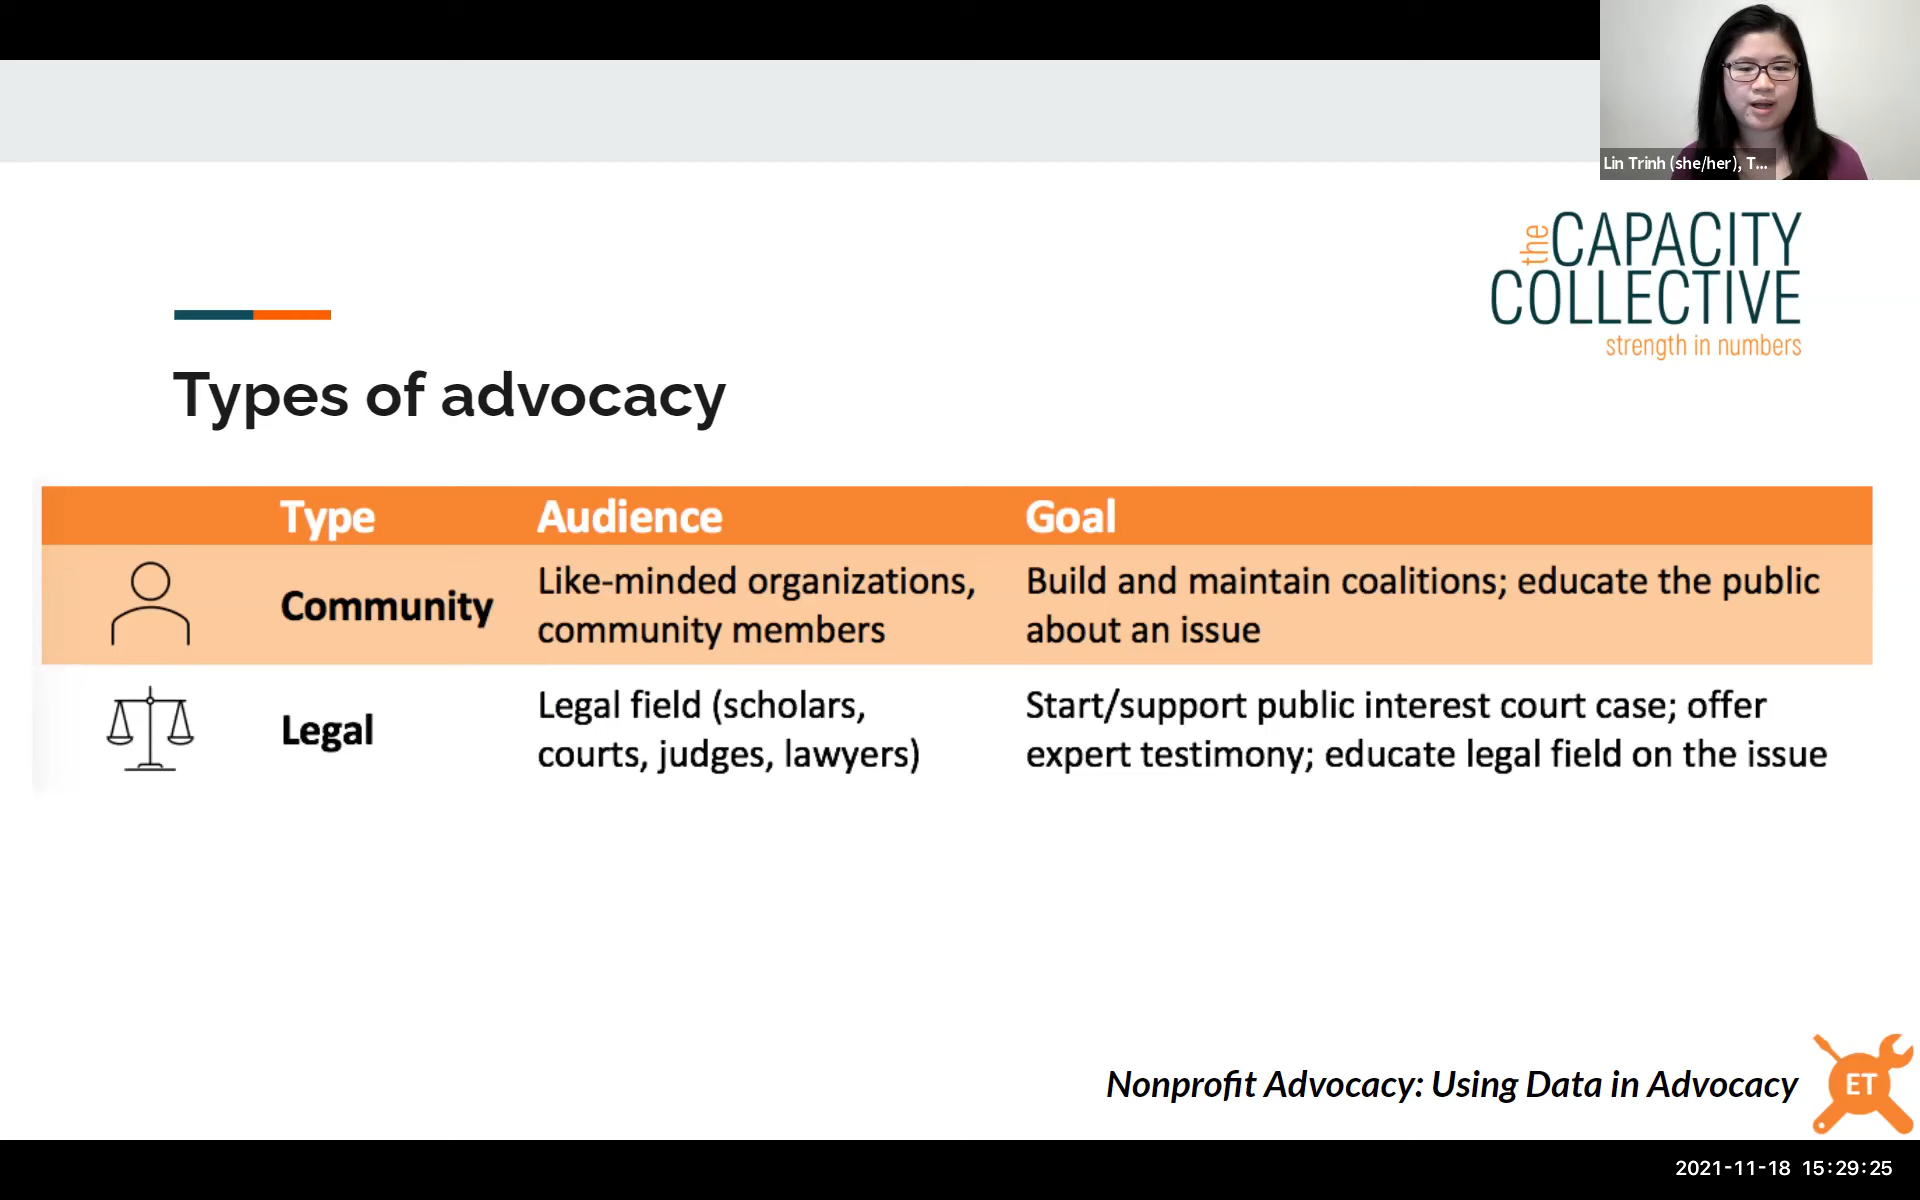 Lin Trinh (she/her), T...
the CAPACITY
COLLECTIVE
strength in numbers
Types of advocacy
Type Audience Goal
Community
Like-minded organizations,
community members
Build and maintain coalitions; educate the public
about an issue
Legal
Legal field (scholars,
courts, judges, lawyers)
Start/support public interest court case; offer
expert testimony; educate legal field on the issue
Nonprofit Advocacy: Using Data in Advocacy
ET
2021-11-18 15:29:25